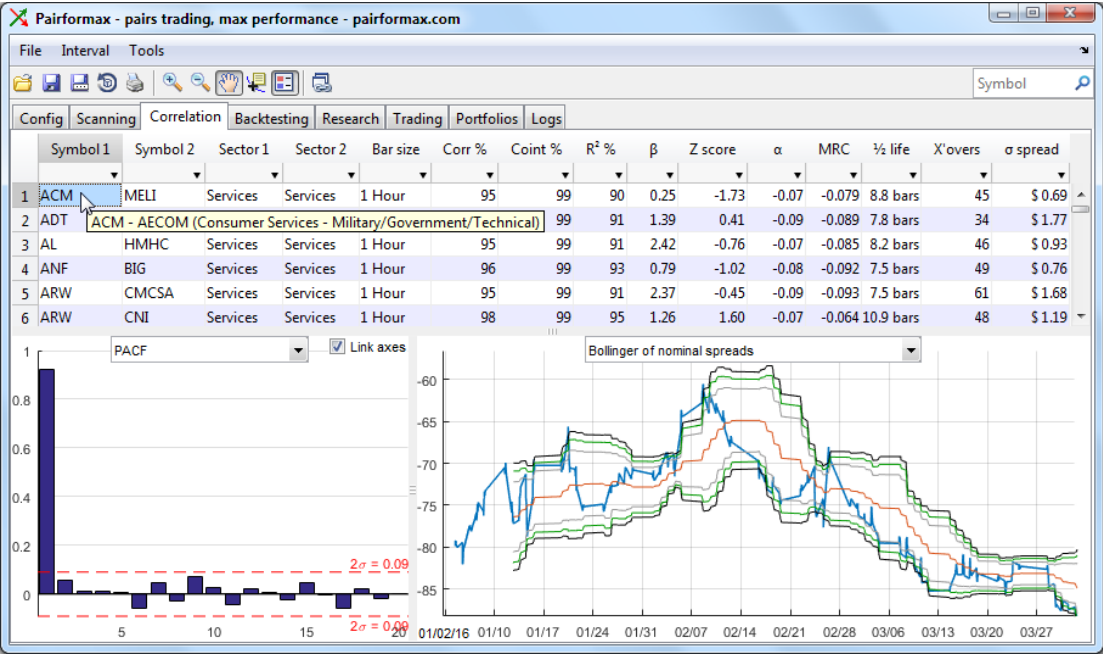 Pairformax - pairs trading, max performance - pairformax.com
File Interval Tools
Symbol
Config Scanning Correlation Backtesting Research Trading Portfolios Logs
Symbol 1 Symbol 2 Sector 1 Sector 2 Bar size Corr % Coint % R² % β Z score α MRC ½ life X'overs σ spread
1 ACM MELI Services Services 1 Hour 95 99 90 0.25 -1.73 -0.07 -0.079 8.8 bars 45 $ 0.69
2 ADT ACM - AECOM (Consumer Services - Military/Government/Technical) 99 91 1.39 0.41 -0.09 -0.089 7.8 bars 34 $ 1.77
3 AL HMHC Services Services 1 Hour 95 99 91 2.42 -0.76 -0.07 -0.085 8.2 bars 46 $ 0.93
4 ANF BIG Services Services 1 Hour 96 99 93 0.79 -1.02 -0.08 -0.092 7.5 bars 49 $ 0.76
5 ARW CMCSA Services Services 1 Hour 95 99 91 2.37 -0.45 -0.09 -0.093 7.5 bars 61 $ 1.68
6 ARW CNI Services Services 1 Hour 98 99 95 1.26 1.60 -0.07 -0.064 10.9 bars 48 $ 1.19
PACF Link axes
1
0.8
0.6
0.4
0.2
0
2σ = 0.09
2σ = 0.09
5 10 15 20
Bollinger of nominal spreads
-60
-65
-70
-75
-80
-85
01/02/16 01/10 01/17 01/24 01/31 02/07 02/14 02/21 02/28 03/06 03/13 03/20 03/27